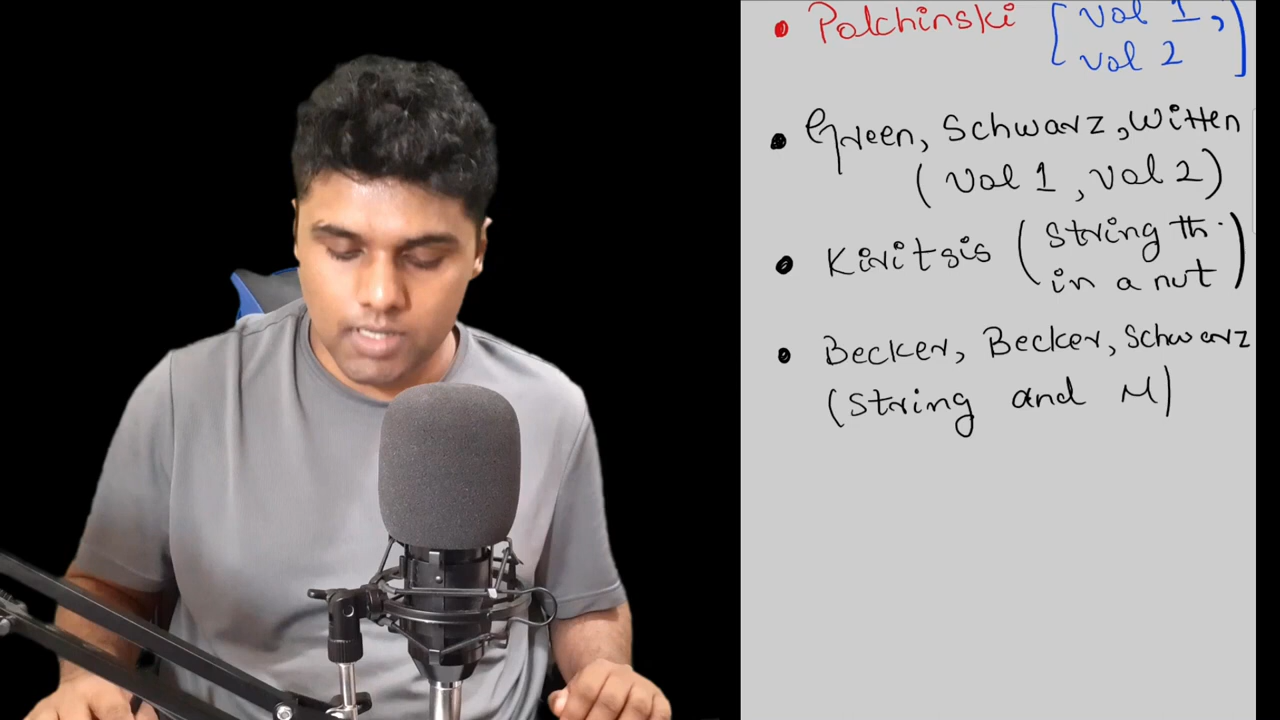 • Polchinski [vol 1,
vol 2]
• Green, Schwarz, Witten
(vol 1, vol 2)
• Kiritsis (String th.
in a nut)
• Becker, Becker, Schwarz
(String and M)